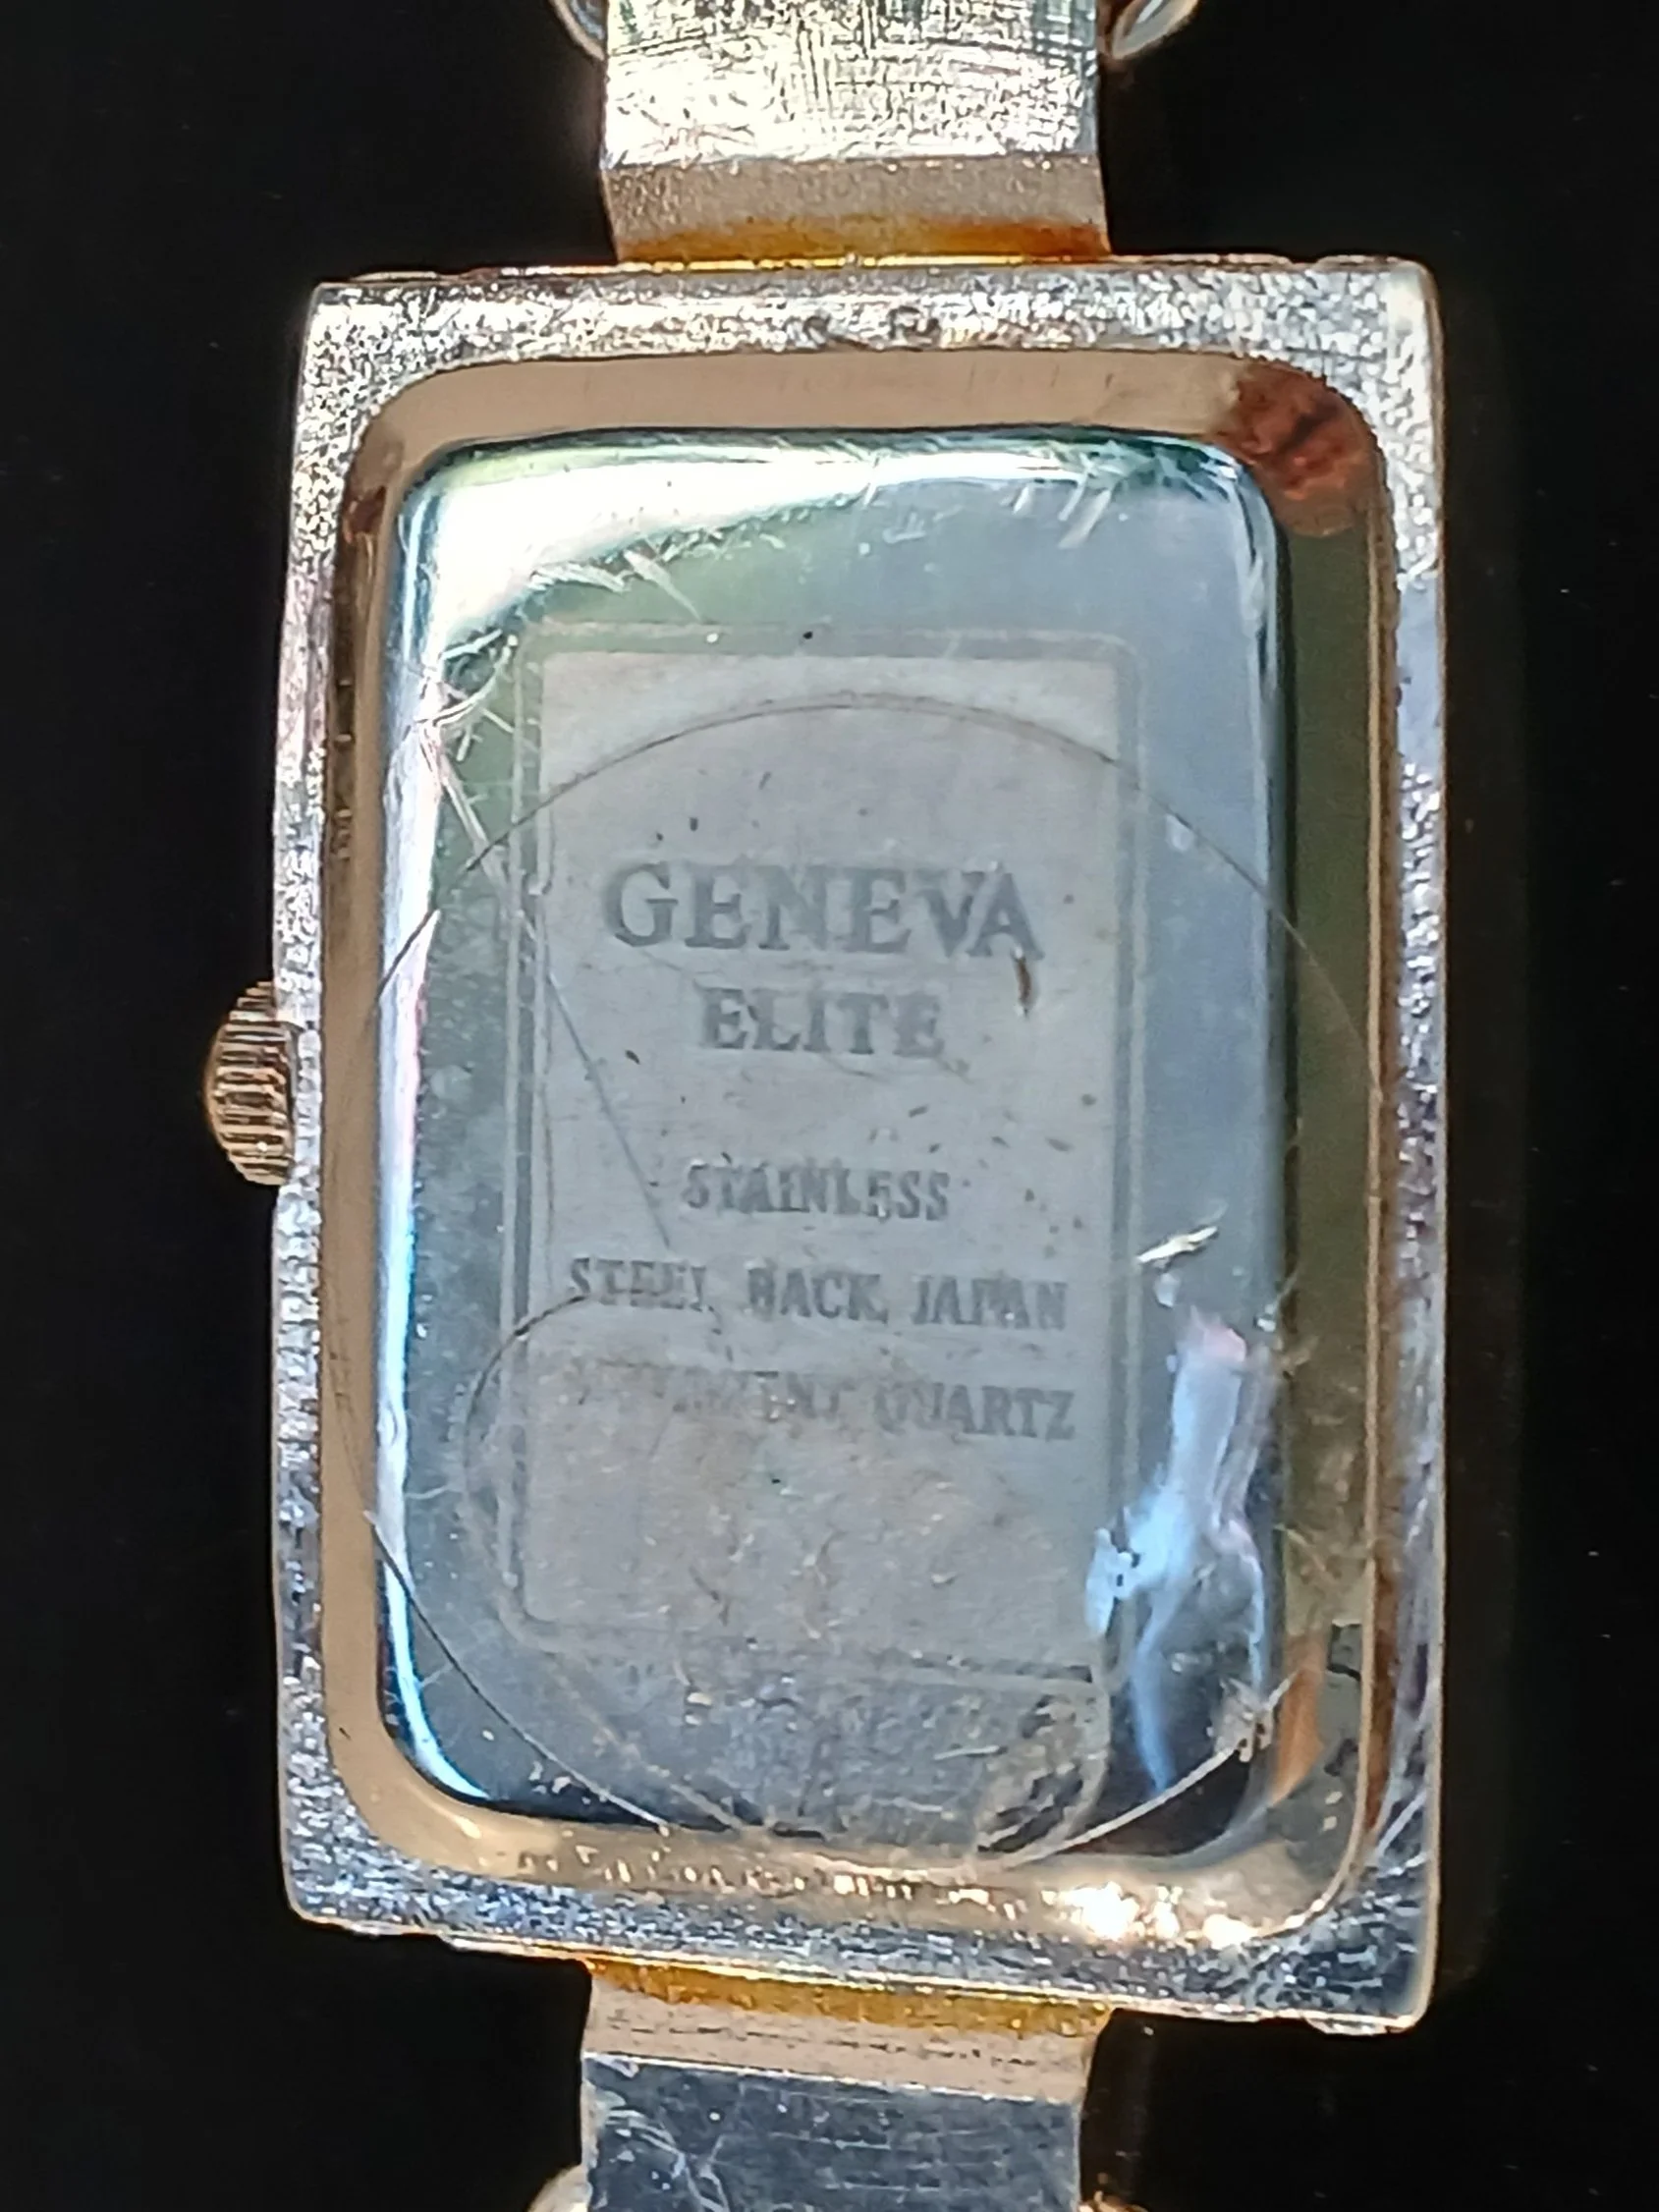 GENEVA
ELITE
STAINLESS
STEEL BACK, JAPAN
QUARTZ